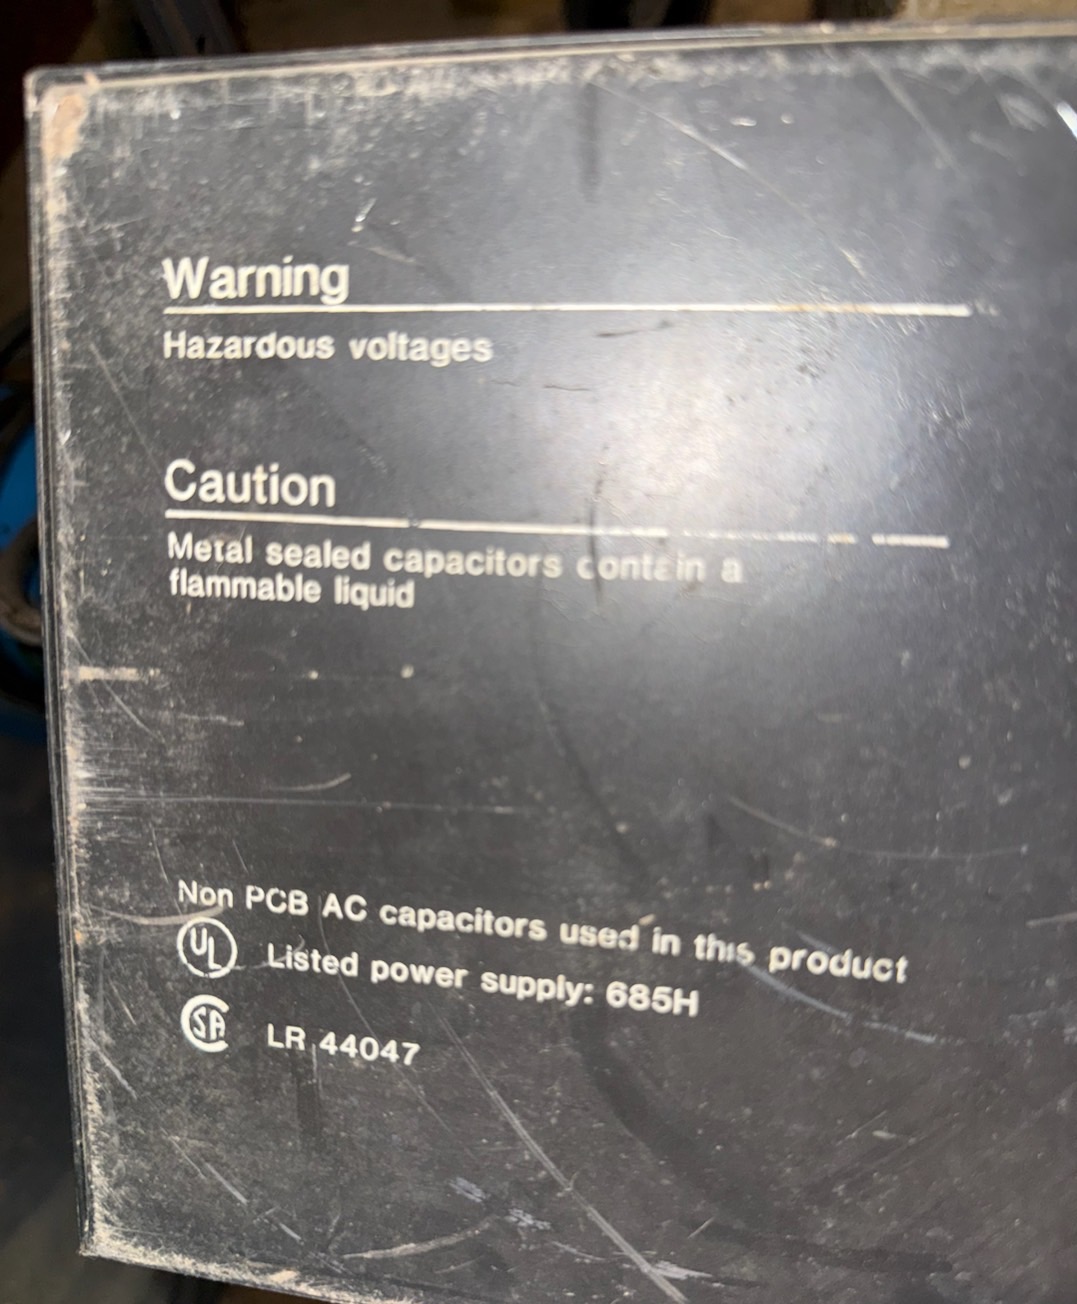 Warning
Hazardous voltages
Caution
Metal sealed capacitors contain a
flammable liquid
Non PCB AC capacitors used in this product
UL Listed power supply: 685H
SA LR 44047